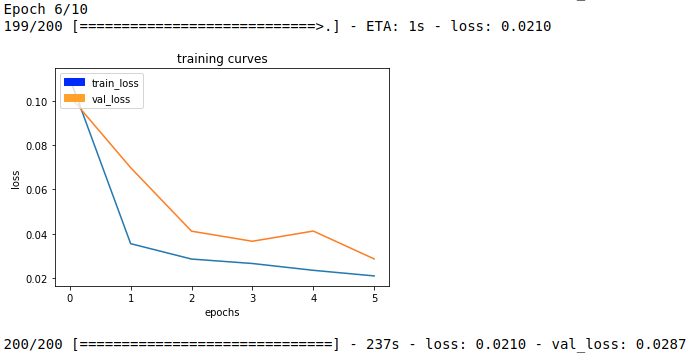 Epoch 6/10
199/200 [===========================>.] - ETA: 1s - loss: 0.0210
training curves
train_loss
val_loss
0.10
0.08
0.06
0.04
0.02
loss
0 1 2 3 4 5
epochs
200/200 [==============================] - 237s - loss: 0.0210 - val_loss: 0.0287